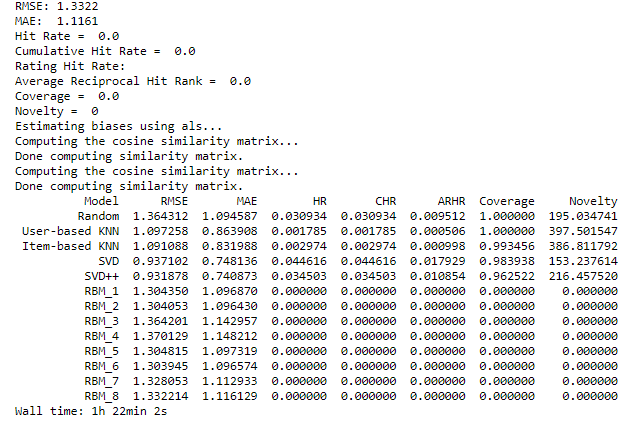 RMSE: 1.3322
MAE: 1.1161
Hit Rate = 0.0
Cumulative Hit Rate = 0.0
Rating Hit Rate:
Average Reciprocal Hit Rank = 0.0
Coverage = 0.0
Novelty = 0
Estimating biases using als...
Computing the cosine similarity matrix...
Done computing similarity matrix.
Computing the cosine similarity matrix...
Done computing similarity matrix.
Model RMSE MAE HR CHR ARHR Coverage Novelty
Random 1.364312 1.094587 0.030934 0.030934 0.009512 1.000000 195.034741
User-based KNN 1.097258 0.863908 0.001785 0.001785 0.000506 1.000000 397.501547
Item-based KNN 1.091088 0.831988 0.002974 0.002974 0.000998 0.993456 386.811792
SVD 0.937102 0.748136 0.044616 0.044616 0.017929 0.983938 153.237614
SVD++ 0.931878 0.740873 0.034503 0.034503 0.010854 0.962522 216.457520
RBM_1 1.304350 1.096870 0.000000 0.000000 0.000000 0.000000 0.000000
RBM_2 1.304053 1.096430 0.000000 0.000000 0.000000 0.000000 0.000000
RBM_3 1.364201 1.142957 0.000000 0.000000 0.000000 0.000000 0.000000
RBM_4 1.370129 1.148212 0.000000 0.000000 0.000000 0.000000 0.000000
RBM_5 1.304815 1.097319 0.000000 0.000000 0.000000 0.000000 0.000000
RBM_6 1.303945 1.096574 0.000000 0.000000 0.000000 0.000000 0.000000
RBM_7 1.328053 1.112933 0.000000 0.000000 0.000000 0.000000 0.000000
RBM_8 1.332214 1.116129 0.000000 0.000000 0.000000 0.000000 0.000000
Wall time: 1h 22min 2s